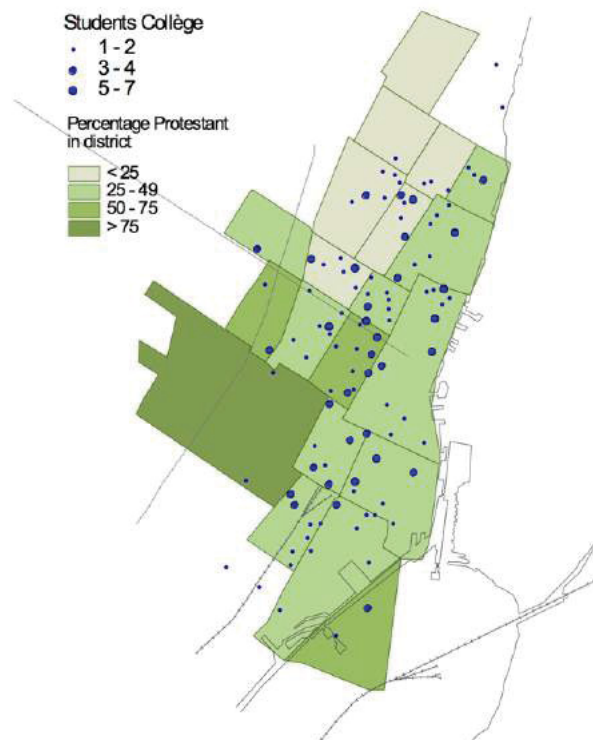 Students Collège
1 - 2
3 - 4
5 - 7
Percentage Protestant
in district
< 25
25 - 49
50 - 75
> 75